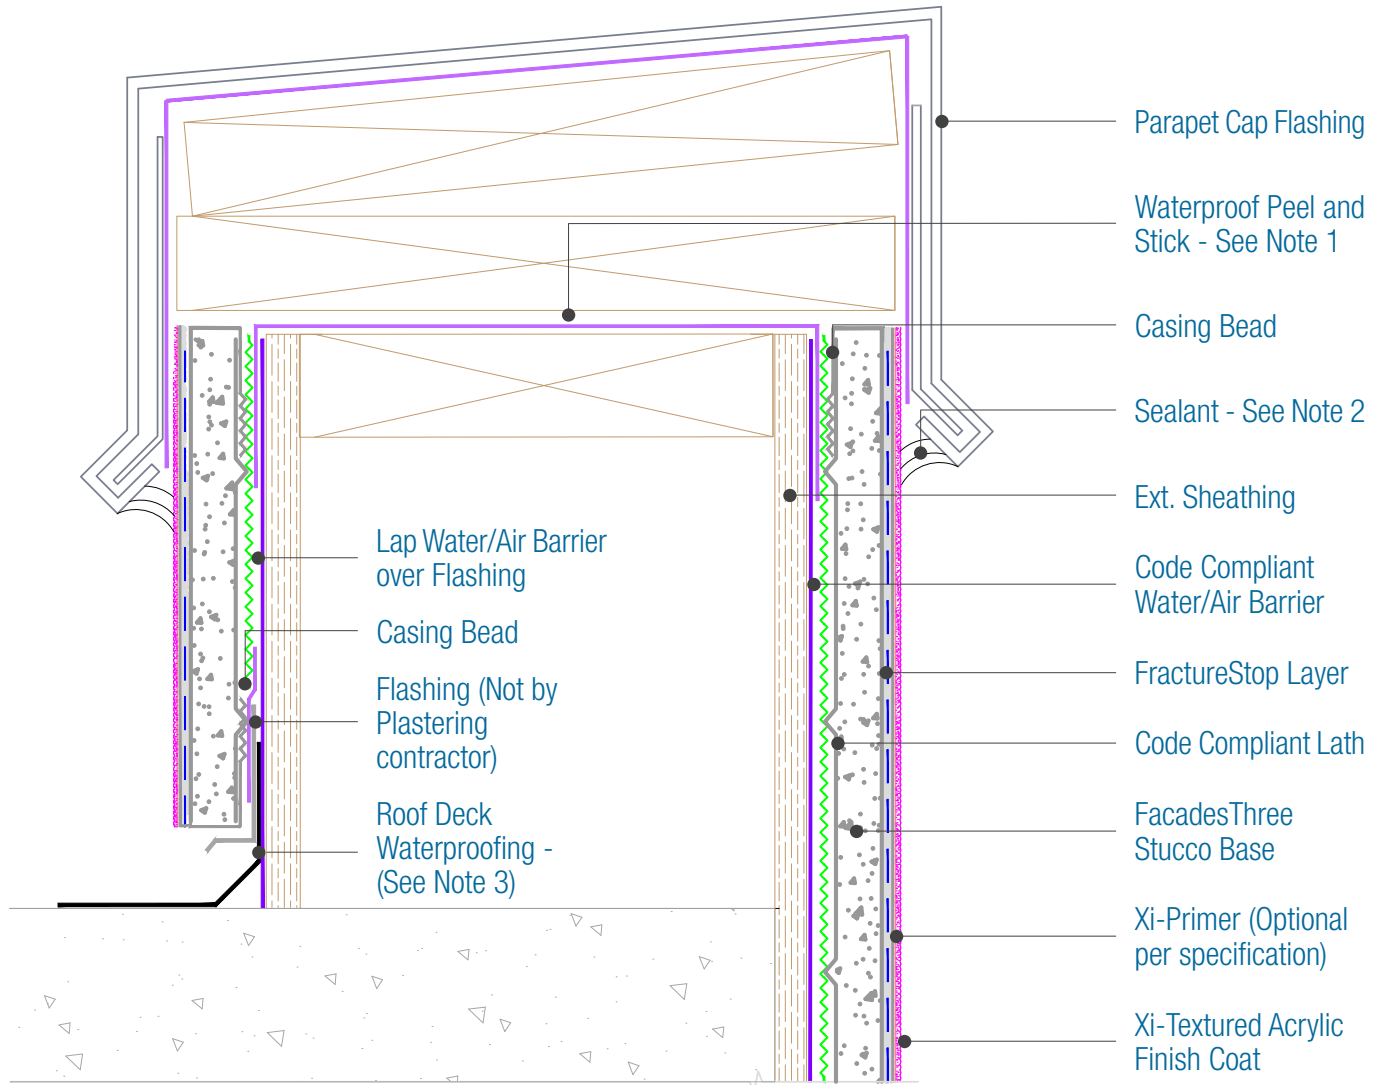 Parapet Cap Flashing
Waterproof Peel and
Stick - See Note 1
Casing Bead
Sealant - See Note 2
Ext. Sheathing
Code Compliant
Water/Air Barrier
FractureStop Layer
Code Compliant Lath
FacadesThree
Stucco Base
Xi-Primer (Optional
per specification)
Xi-Textured Acrylic
Finish Coat
Lap Water/Air Barrier
over Flashing
Casing Bead
Flashing (Not by
Plastering
contractor)
Roof Deck
Waterproofing -
(See Note 3)